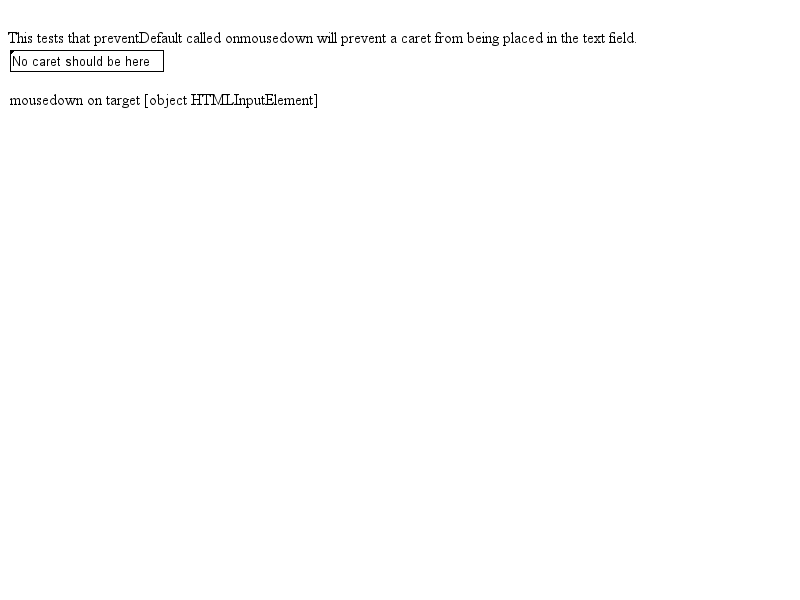 This tests that preventDefault called onmousedown will prevent a caret from being placed in the text field.
No caret should be here
mousedown on target [object HTMLInputElement]